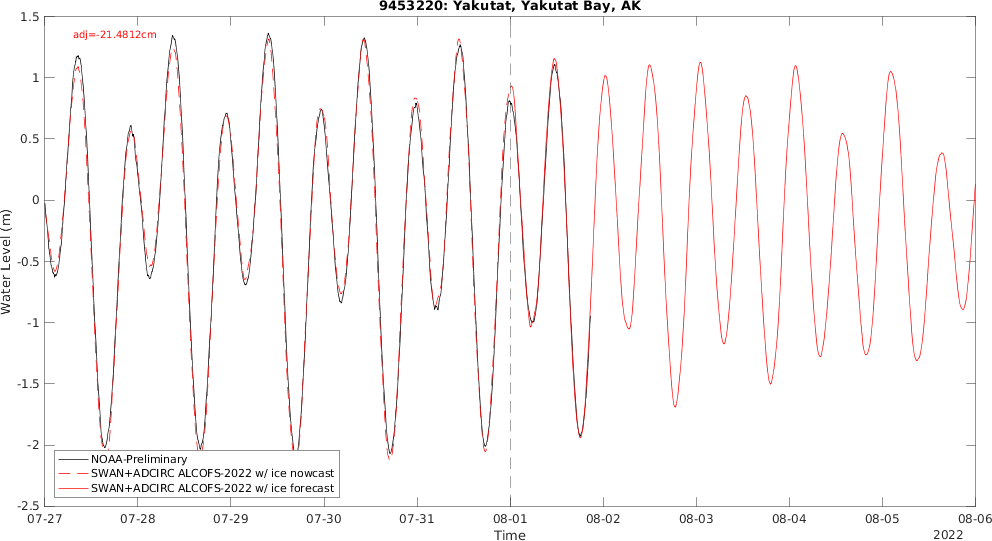 9453220: Yakutat, Yakutat Bay, AK
adj=-21.4812cm
1.5
1
0.5
0
-0.5
-1
-1.5
-2
-2.5
Water Level (m)
NOAA-Preliminary
SWAN+ADCIRC ALCOFS-2022 w/ ice nowcast
SWAN+ADCIRC ALCOFS-2022 w/ ice forecast
07-27 07-28 07-29 07-30 07-31 08-01 08-02 08-03 08-04 08-05 08-06
Time
2022